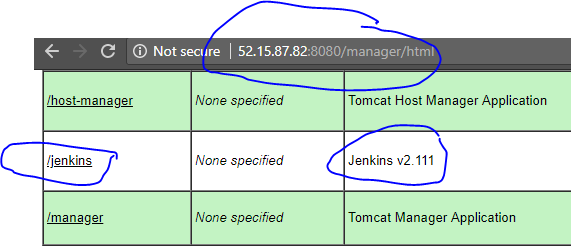 Not secure | 52.15.87.82:8080/manager/html
/host-manager None specified Tomcat Host Manager Application
/jenkins None specified Jenkins v2.111
/manager None specified Tomcat Manager Application